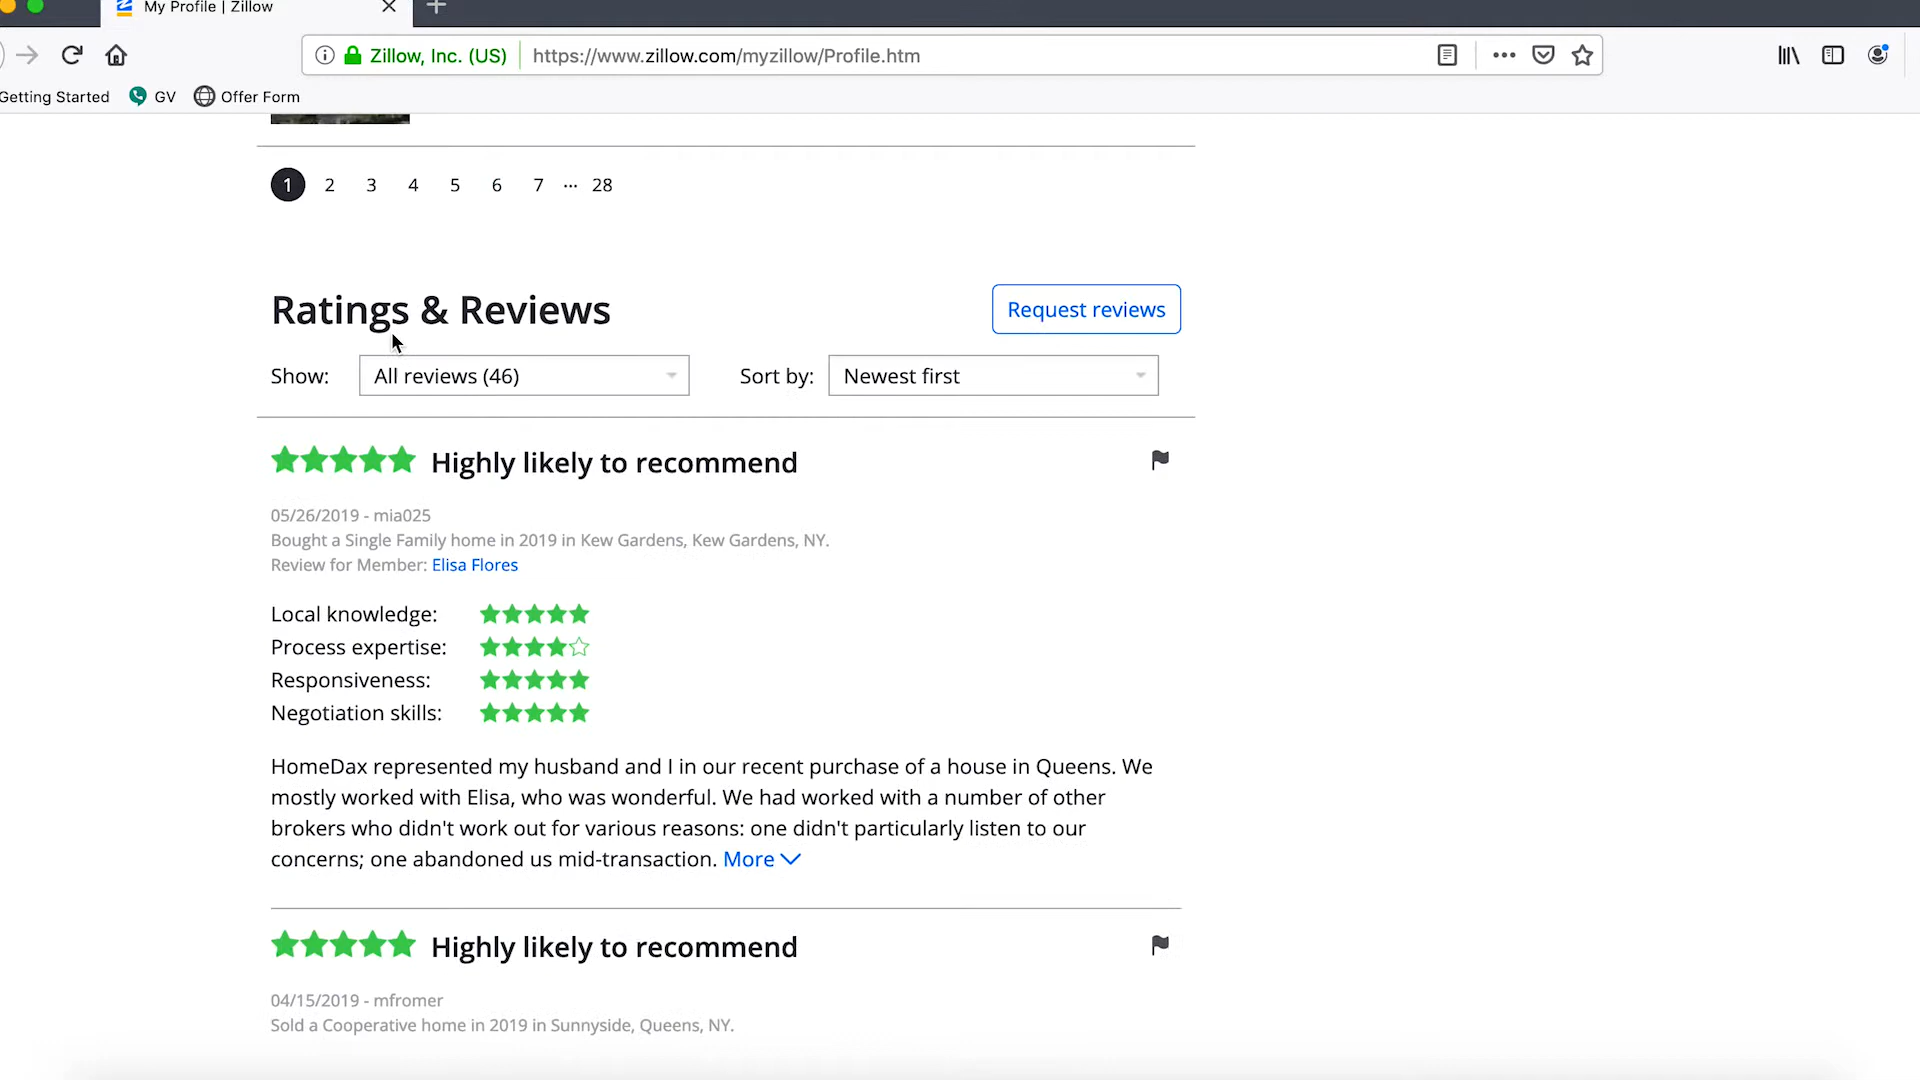 My Profile | Zillow
Zillow, Inc. (US) https://www.zillow.com/myzillow/Profile.htm
Getting Started GV Offer Form
1 2 3 4 5 6 7 ... 28
Ratings & Reviews
Request reviews
Show: All reviews (46) Sort by: Newest first
Highly likely to recommend
05/26/2019 - mia025
Bought a Single Family home in 2019 in Kew Gardens, Kew Gardens, NY.
Review for Member: Elisa Flores
Local knowledge:
Process expertise:
Responsiveness:
Negotiation skills:
HomeDax represented my husband and I in our recent purchase of a house in Queens. We
mostly worked with Elisa, who was wonderful. We had worked with a number of other
brokers who didn't work out for various reasons: one didn't particularly listen to our
concerns; one abandoned us mid-transaction. More
Highly likely to recommend
04/15/2019 - mfromer
Sold a Cooperative home in 2019 in Sunnyside, Queens, NY.